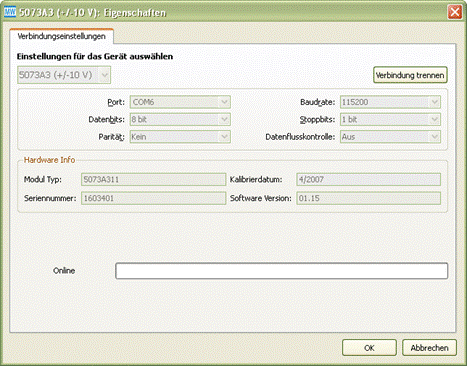 MW 5073A3 (+/-10 V): Eigenschaften
Verbindungseinstellungen
Einstellungen für das Gerät auswählen
5073A3 (+/-10 V) Verbindung trennen
Port: COM6 Baudrate: 115200
Datenbits: 8 bit Stoppbits: 1 bit
Parität: Kein Datenflusskontrolle: Aus
Hardware Info
Modul Typ: 5073A311 Kalibrierdatum: 4/2007
Seriennummer: 1603401 Software Version: 01.15
Online
OK Abbrechen